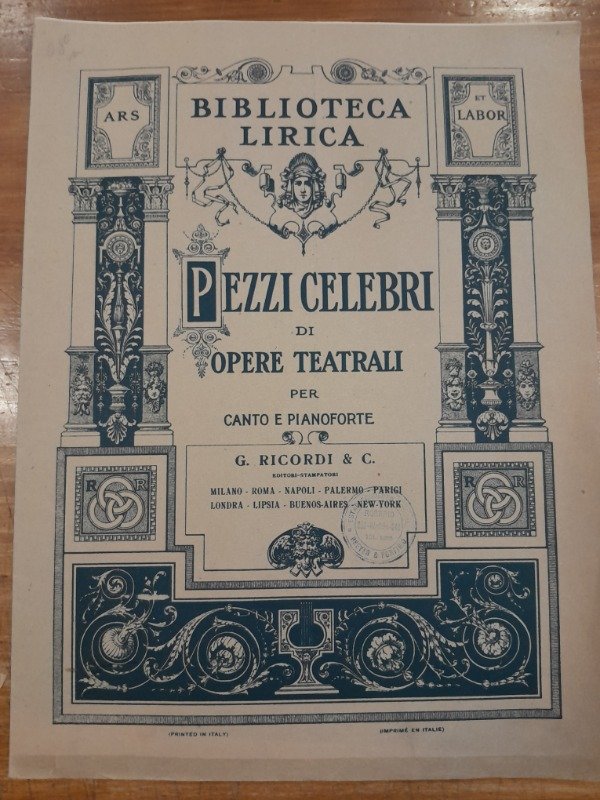 ARS
ET
LABOR
BIBLIOTECA
LIRICA
PEZZI CELEBRI
DI
OPERE TEATRALI
PER
CANTO E PIANOFORTE
G. RICORDI & C.
EDITORI-STAMPATORI
MILANO - ROMA - NAPOLI - PALERMO - PARIGI
LONDRA - LIPSIA - BUENOS-AIRES - NEW-YORK
R R
R R
(PRINTED IN ITALY)
(IMPRIMÉ EN ITALIE)